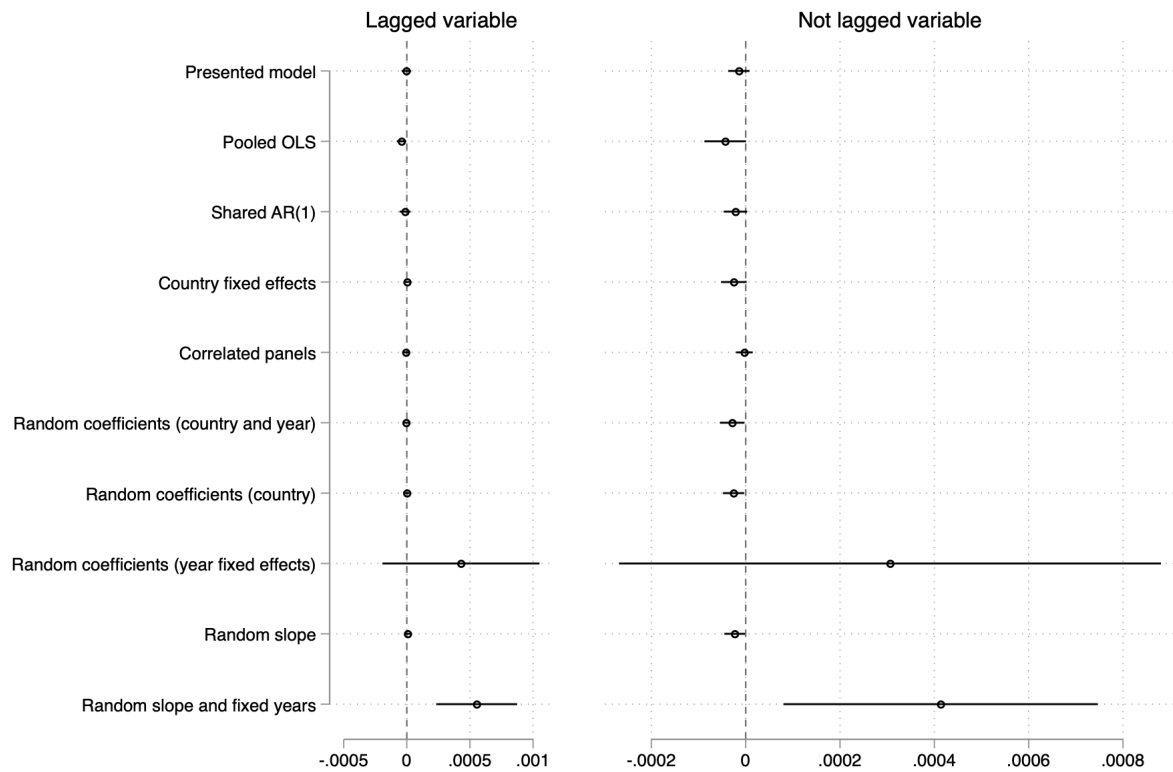 Lagged variable
Not lagged variable
Presented model
Pooled OLS
Shared AR(1)
Country fixed effects
Correlated panels
Random coefficients (country and year)
Random coefficients (country)
Random coefficients (year fixed effects)
Random slope
Random slope and fixed years
-.0005 0 .0005 .001
-.0002 0 .0002 .0004 .0006 .0008